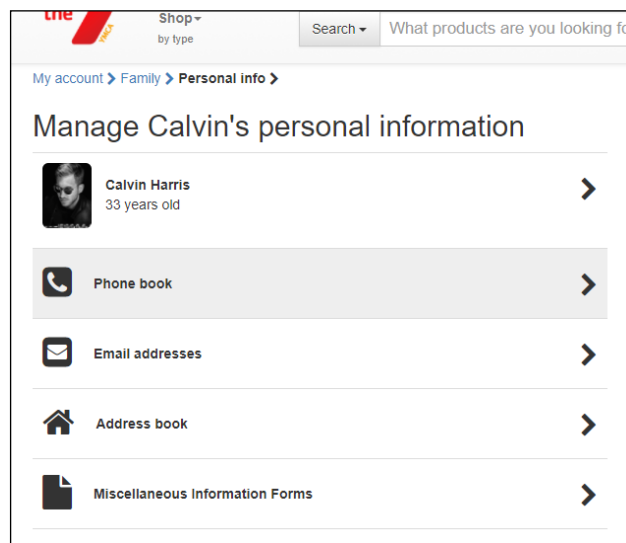 the
YMCA
Shop
by type
Search
What products are you looking fo
My account > Family > Personal info >
Manage Calvin's personal information
Calvin Harris
33 years old
Phone book
Email addresses
Address book
Miscellaneous Information Forms